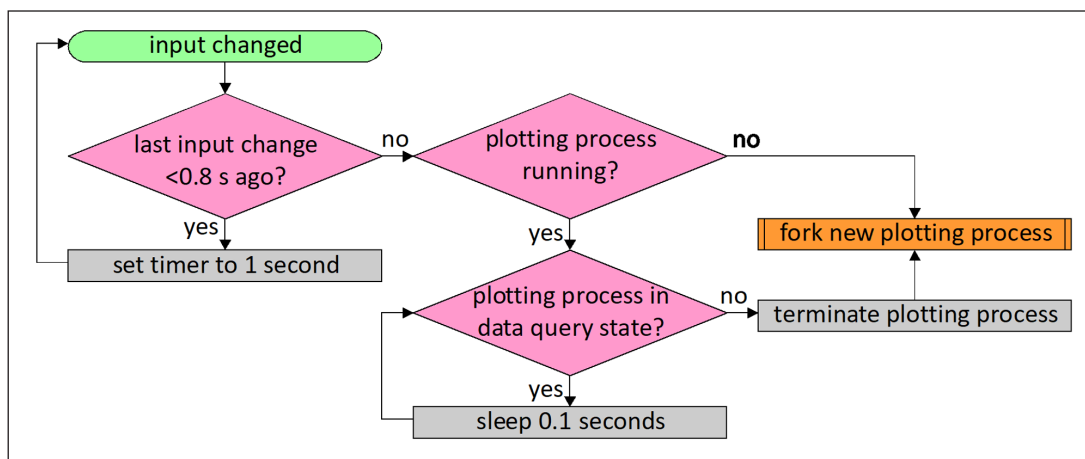 input changed
last input change
<0.8 s ago?
no
plotting process
running?
no
yes
yes
fork new plotting process
set timer to 1 second
plotting process in
data query state?
no
terminate plotting process
yes
sleep 0.1 seconds